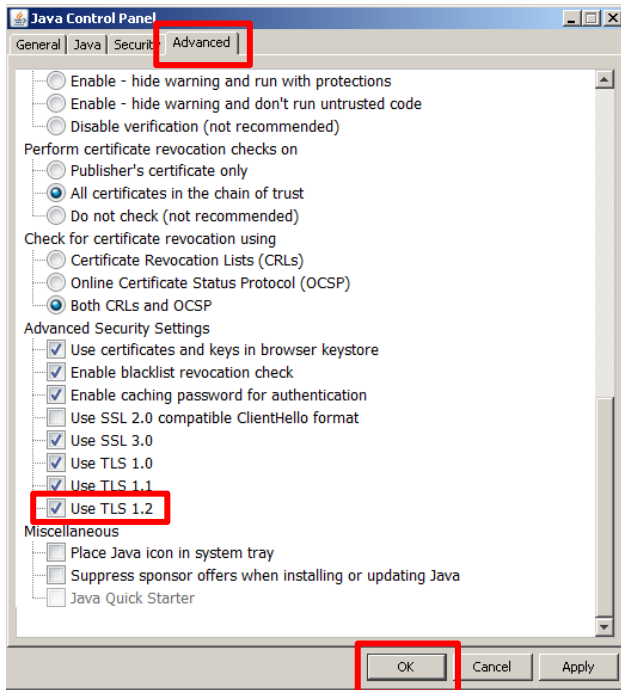 Java Control Panel
General Java Security Advanced
Enable - hide warning and run with protections
Enable - hide warning and don't run untrusted code
Disable verification (not recommended)
Perform certificate revocation checks on
Publisher's certificate only
All certificates in the chain of trust
Do not check (not recommended)
Check for certificate revocation using
Certificate Revocation Lists (CRLs)
Online Certificate Status Protocol (OCSP)
Both CRLs and OCSP
Advanced Security Settings
Use certificates and keys in browser keystore
Enable blacklist revocation check
Enable caching password for authentication
Use SSL 2.0 compatible ClientHello format
Use SSL 3.0
Use TLS 1.0
Use TLS 1.1
Use TLS 1.2
Miscellaneous
Place Java icon in system tray
Suppress sponsor offers when installing or updating Java
Java Quick Starter
OK Cancel Apply